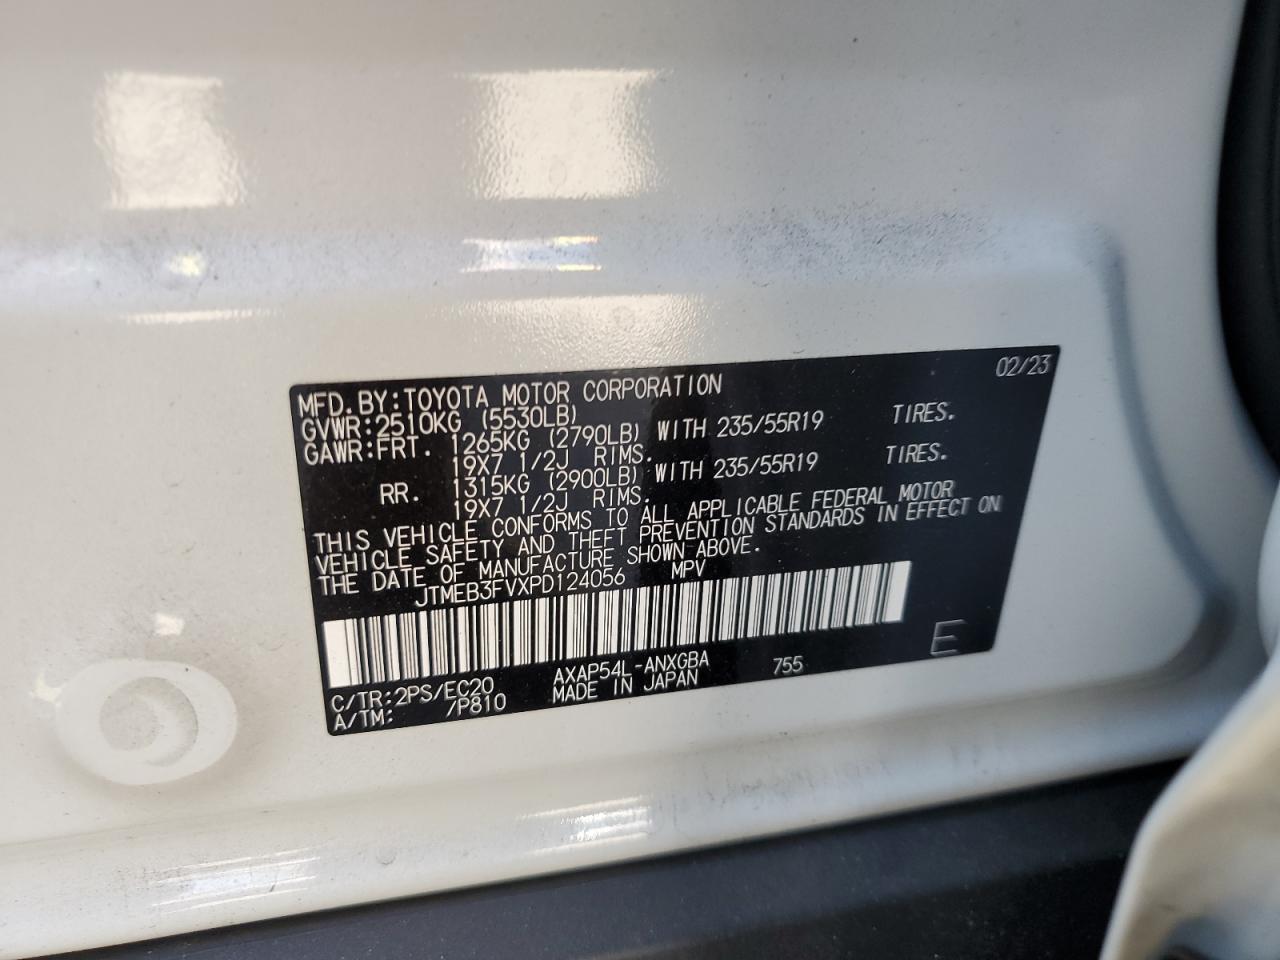 02/23
MFD.BY:TOYOTA MOTOR CORPORATION
GVWR:2510KG (5530LB)
GAWR:FRT. 1265KG (2790LB) WITH 235/55R19 TIRES.
19X7 1/2J RIMS.
RR. 1315KG (2900LB) WITH 235/55R19 TIRES.
19X7 1/2J RIMS.
THIS VEHICLE CONFORMS TO ALL APPLICABLE FEDERAL MOTOR
VEHICLE SAFETY AND THEFT PREVENTION STANDARDS IN EFFECT ON
THE DATE OF MANUFACTURE SHOWN ABOVE.
JTMEB3FVXPD124056 MPV
C/TR:2PS/EC20 AXAP54L-ANXGBA 755 E
A/TM: /P810 MADE IN JAPAN